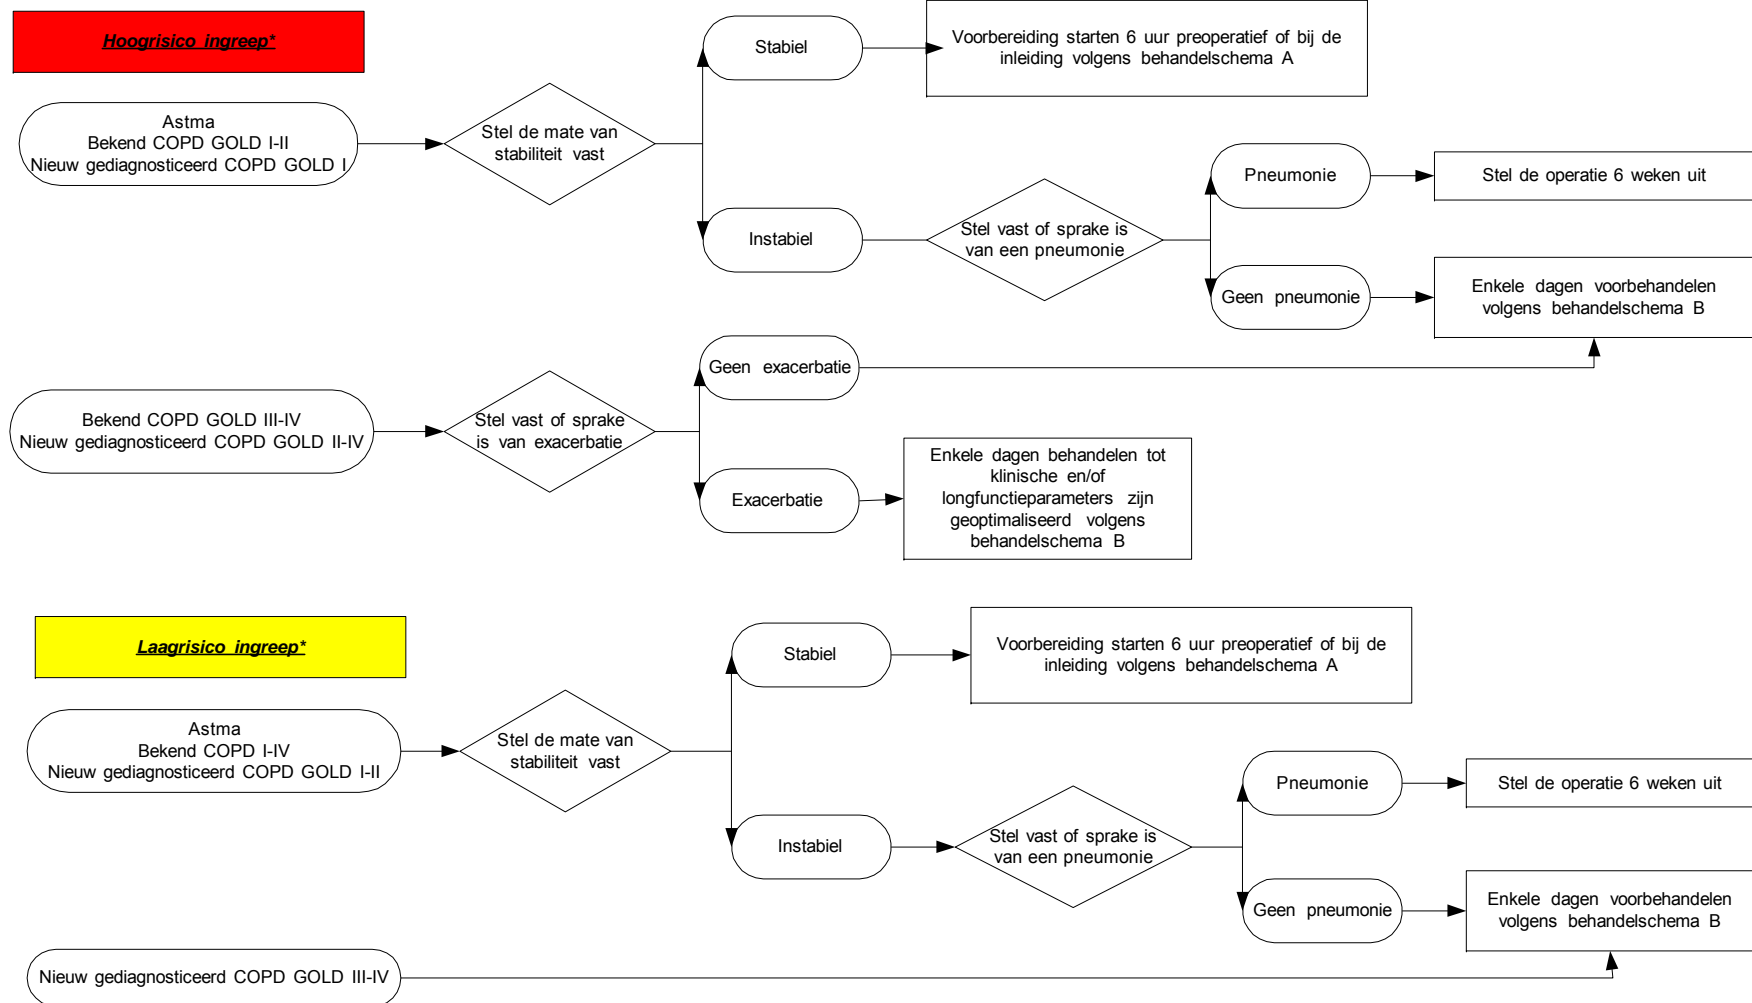 Hoogrisico ingreep*
Astma
Bekend COPD GOLD I-II
Nieuw gediagnosticeerd COPD GOLD I
Stel de mate van
stabiliteit vast
Stabiel
Voorbereiding starten 6 uur preoperatief of bij de
inleiding volgens behandelschema A
Instabiel
Stel vast of sprake is
van een pneumonie
Pneumonie
Stel de operatie 6 weken uit
Geen pneumonie
Enkele dagen voorbehandelen
volgens behandelschema B
Bekend COPD GOLD III-IV
Nieuw gediagnosticeerd COPD GOLD II-IV
Stel vast of sprake
is van exacerbatie
Geen exacerbatie
Exacerbatie
Enkele dagen behandelen tot
klinische en/of
longfunctieparameters zijn
geoptimaliseerd volgens
behandelschema B
Laagrisico ingreep*
Astma
Bekend COPD I-IV
Nieuw gediagnosticeerd COPD GOLD I-II
Stel de mate van
stabiliteit vast
Stabiel
Voorbereiding starten 6 uur preoperatief of bij de
inleiding volgens behandelschema A
Instabiel
Stel vast of sprake is
van een pneumonie
Pneumonie
Stel de operatie 6 weken uit
Geen pneumonie
Enkele dagen voorbehandelen
volgens behandelschema B
Nieuw gediagnosticeerd COPD GOLD III-IV